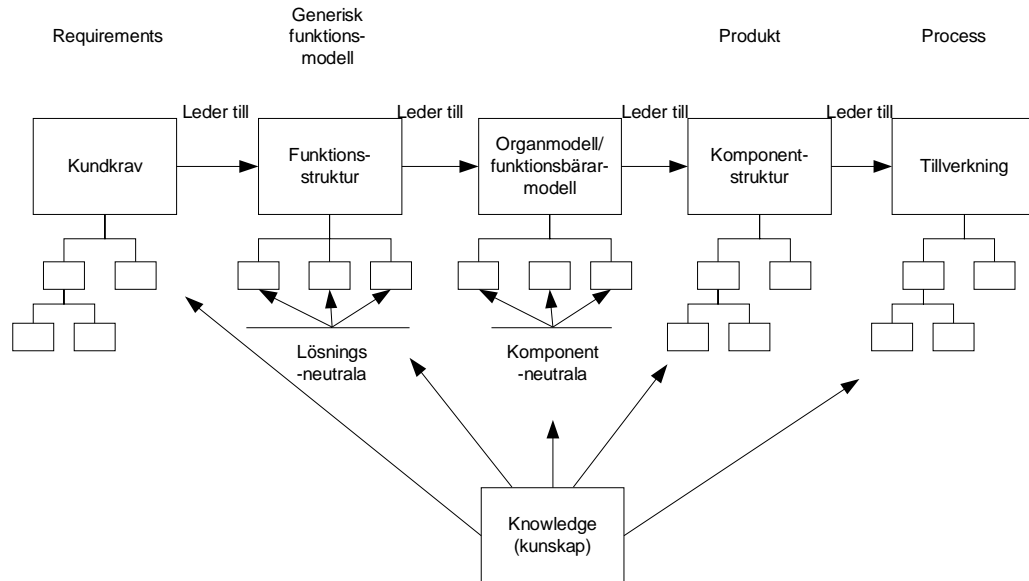 Requirements
Generisk
funktions-
modell
Produkt
Process
Leder till
Leder till
Leder till
Leder till
Kundkrav
Funktions-
struktur
Organmodell/
funktionsbärar-
modell
Komponent-
struktur
Tillverkning
Lösnings
-neutrala
Komponent
-neutrala
Knowledge
(kunskap)